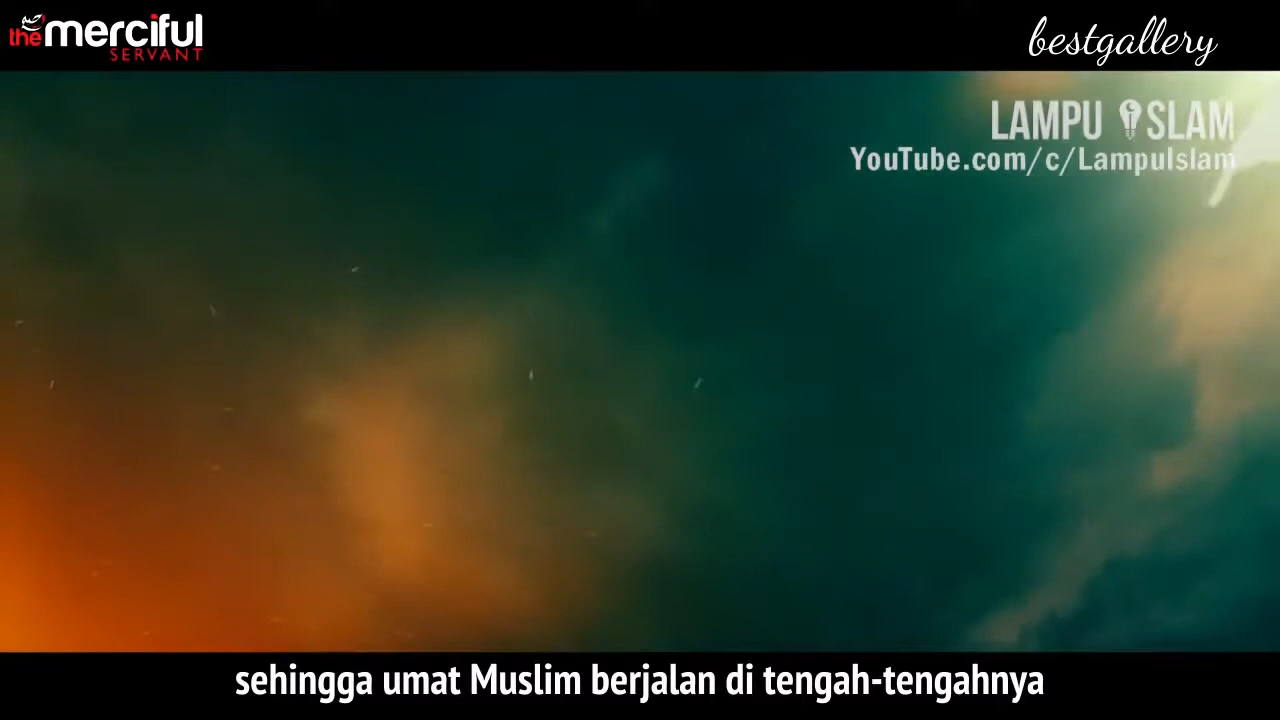 the merciful
SERVANT
bestgallery
LAMPU ISLAM
YouTube.com/c/LampuIslam
sehingga umat Muslim berjalan di tengah-tengahnya